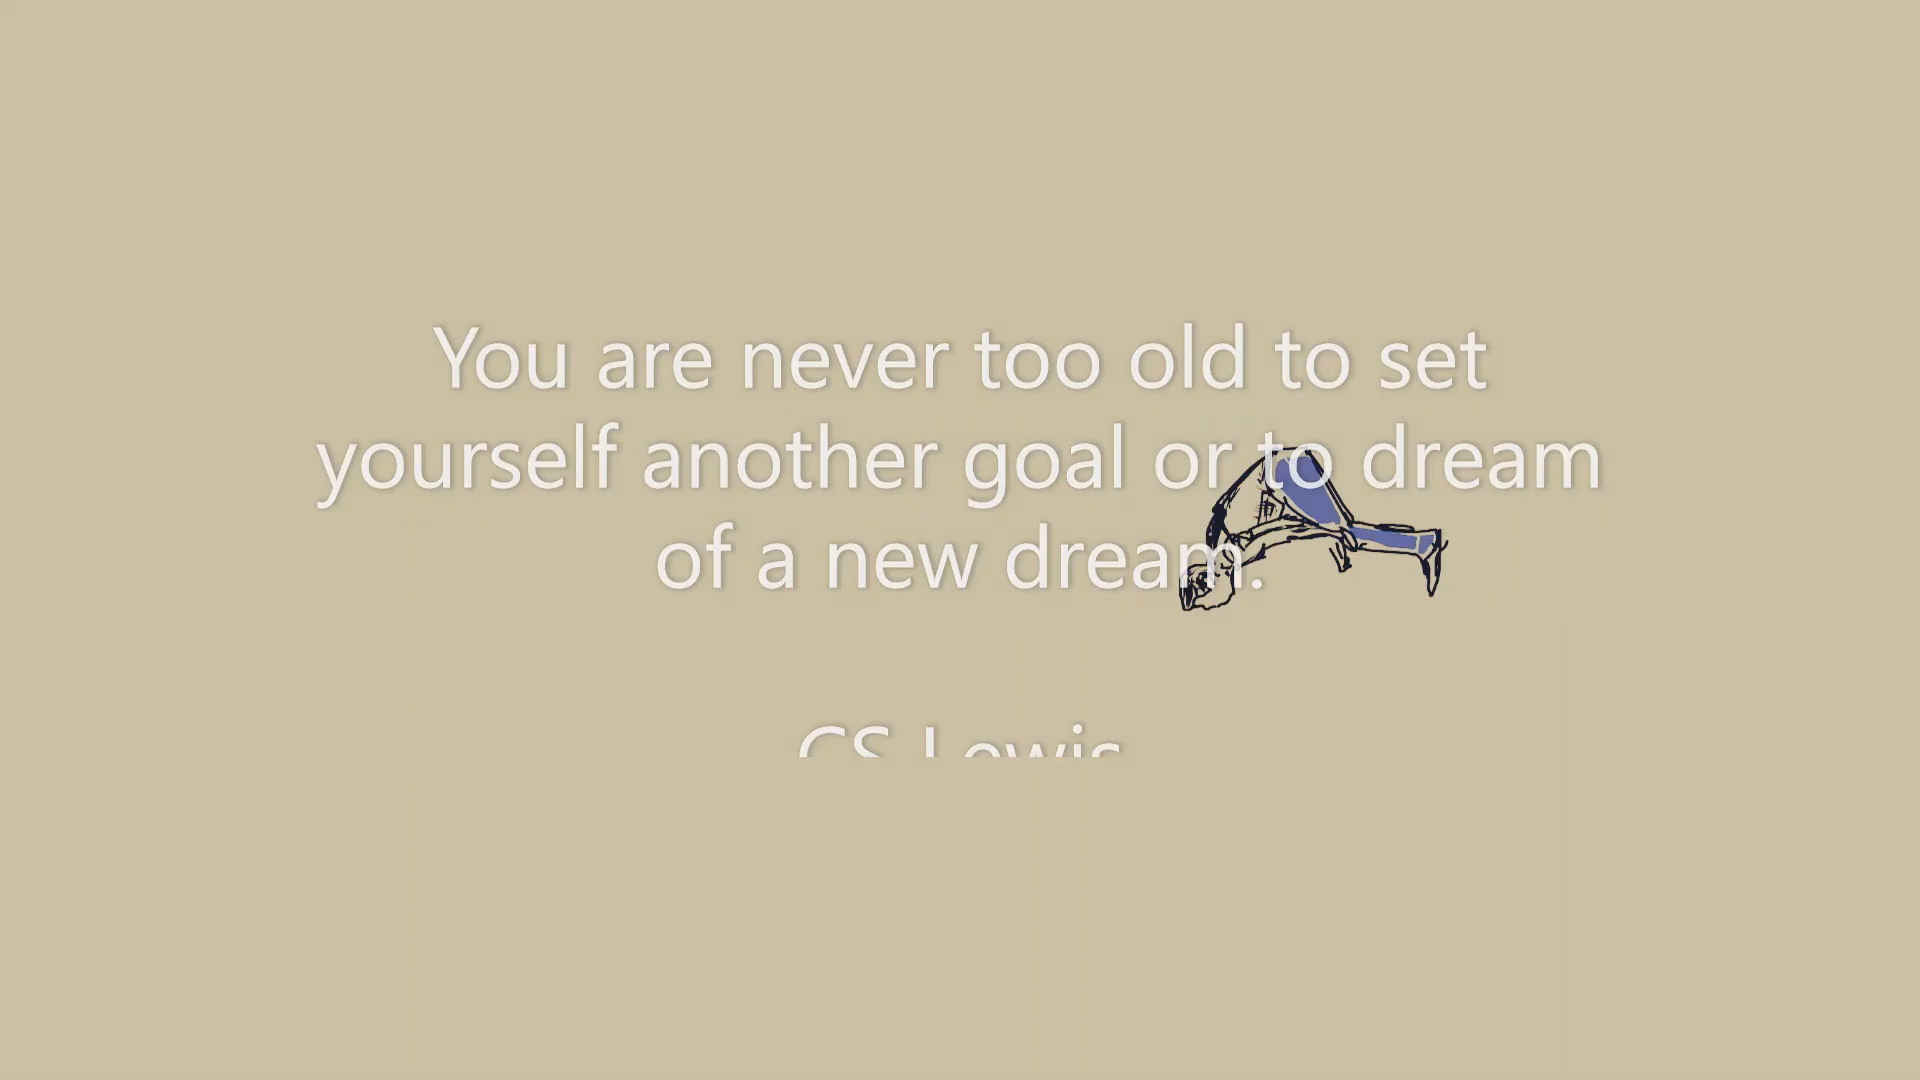 You are never too old to set
yourself another goal or to dream
of a new dream.
CS Lewis